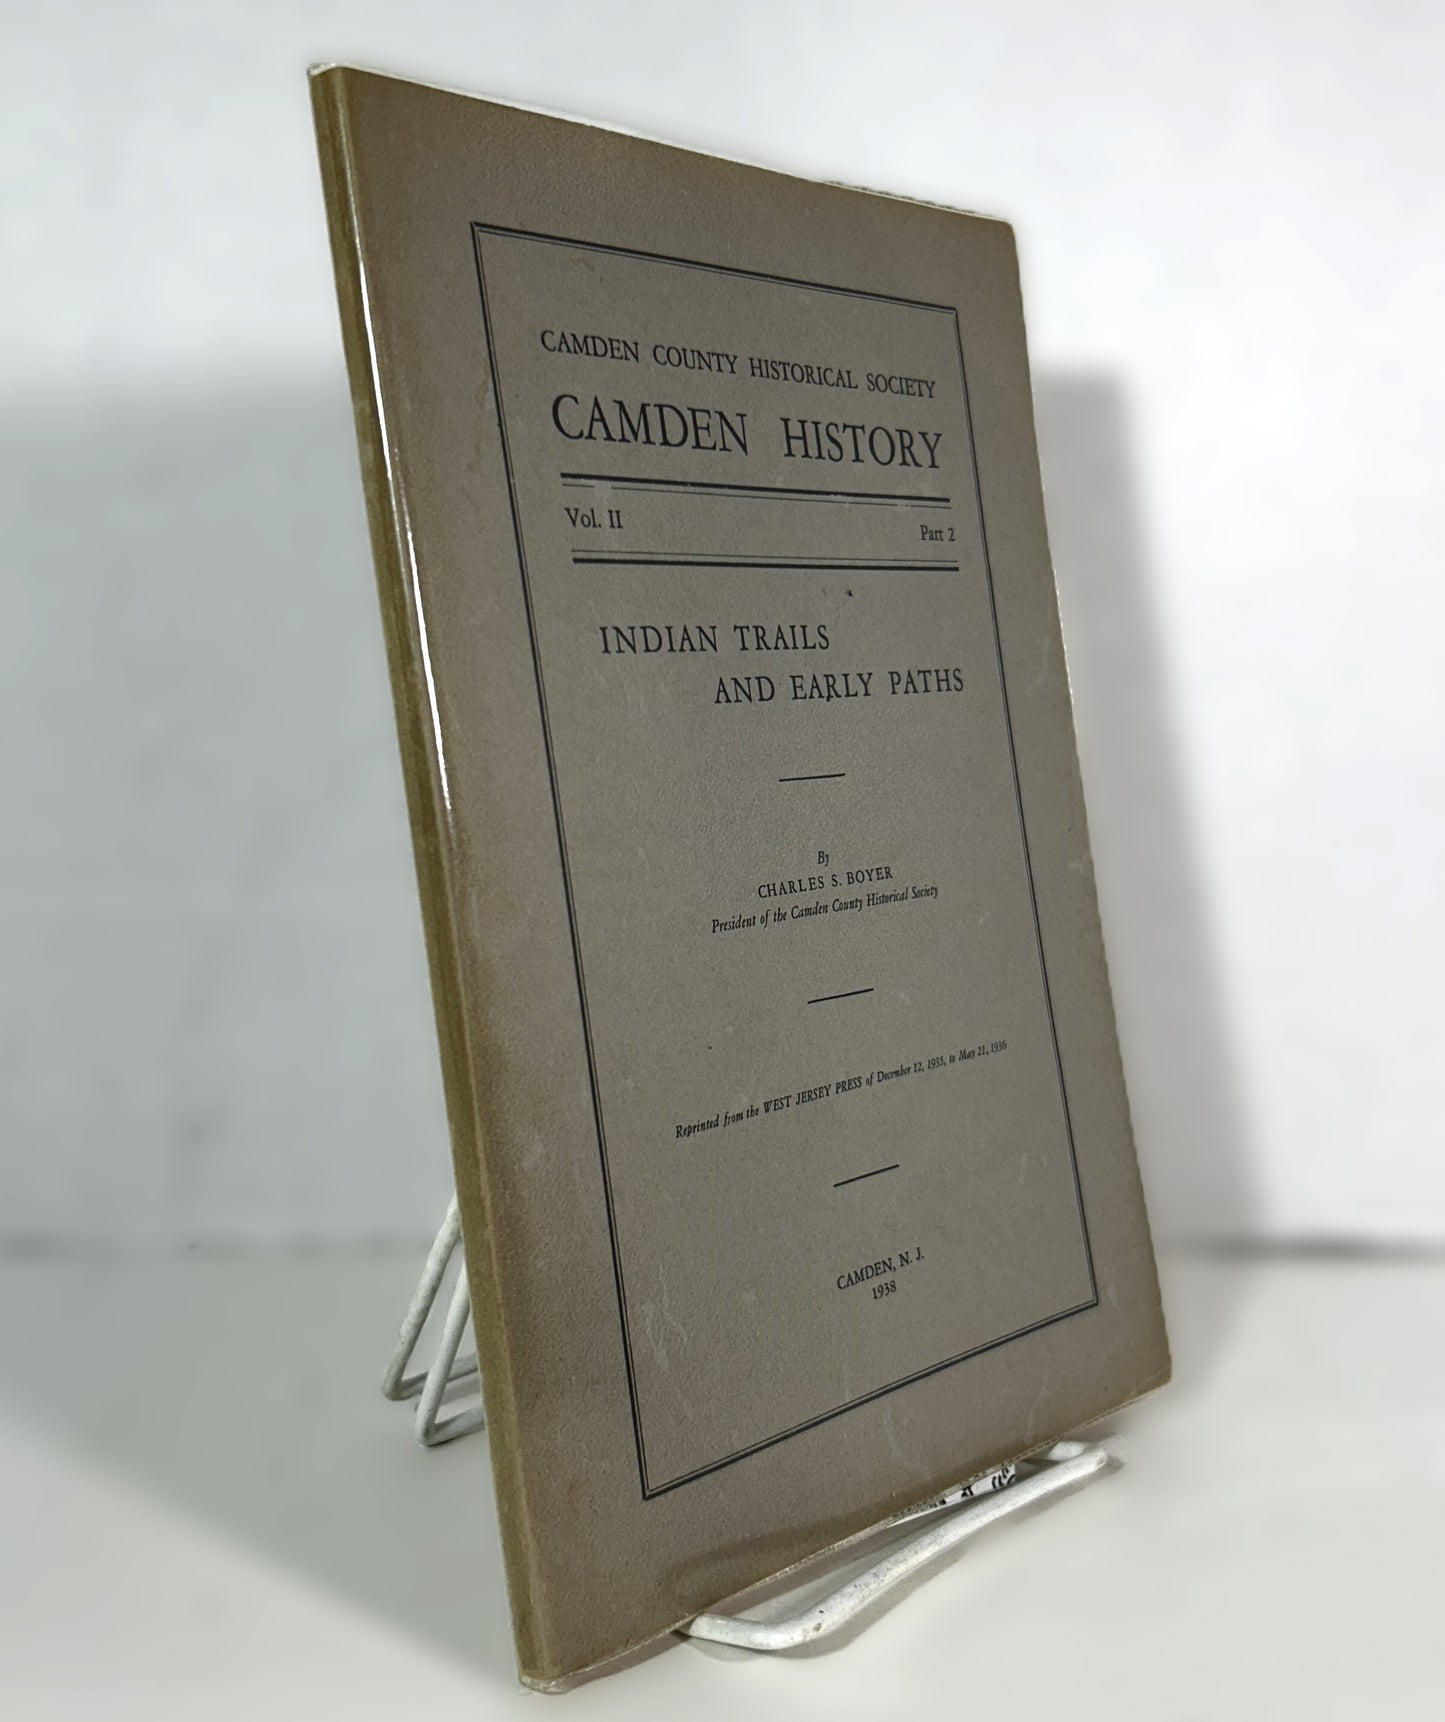 CAMDEN COUNTY HISTORICAL SOCIETY
CAMDEN HISTORY
Vol. II Part 2
INDIAN TRAILS
AND EARLY PATHS
By
CHARLES S. BOYER
President of the Camden County Historical Society
Reprinted from the WEST JERSEY PRESS of December 12, 1935, to May 21, 1936
CAMDEN, N. J.
1938